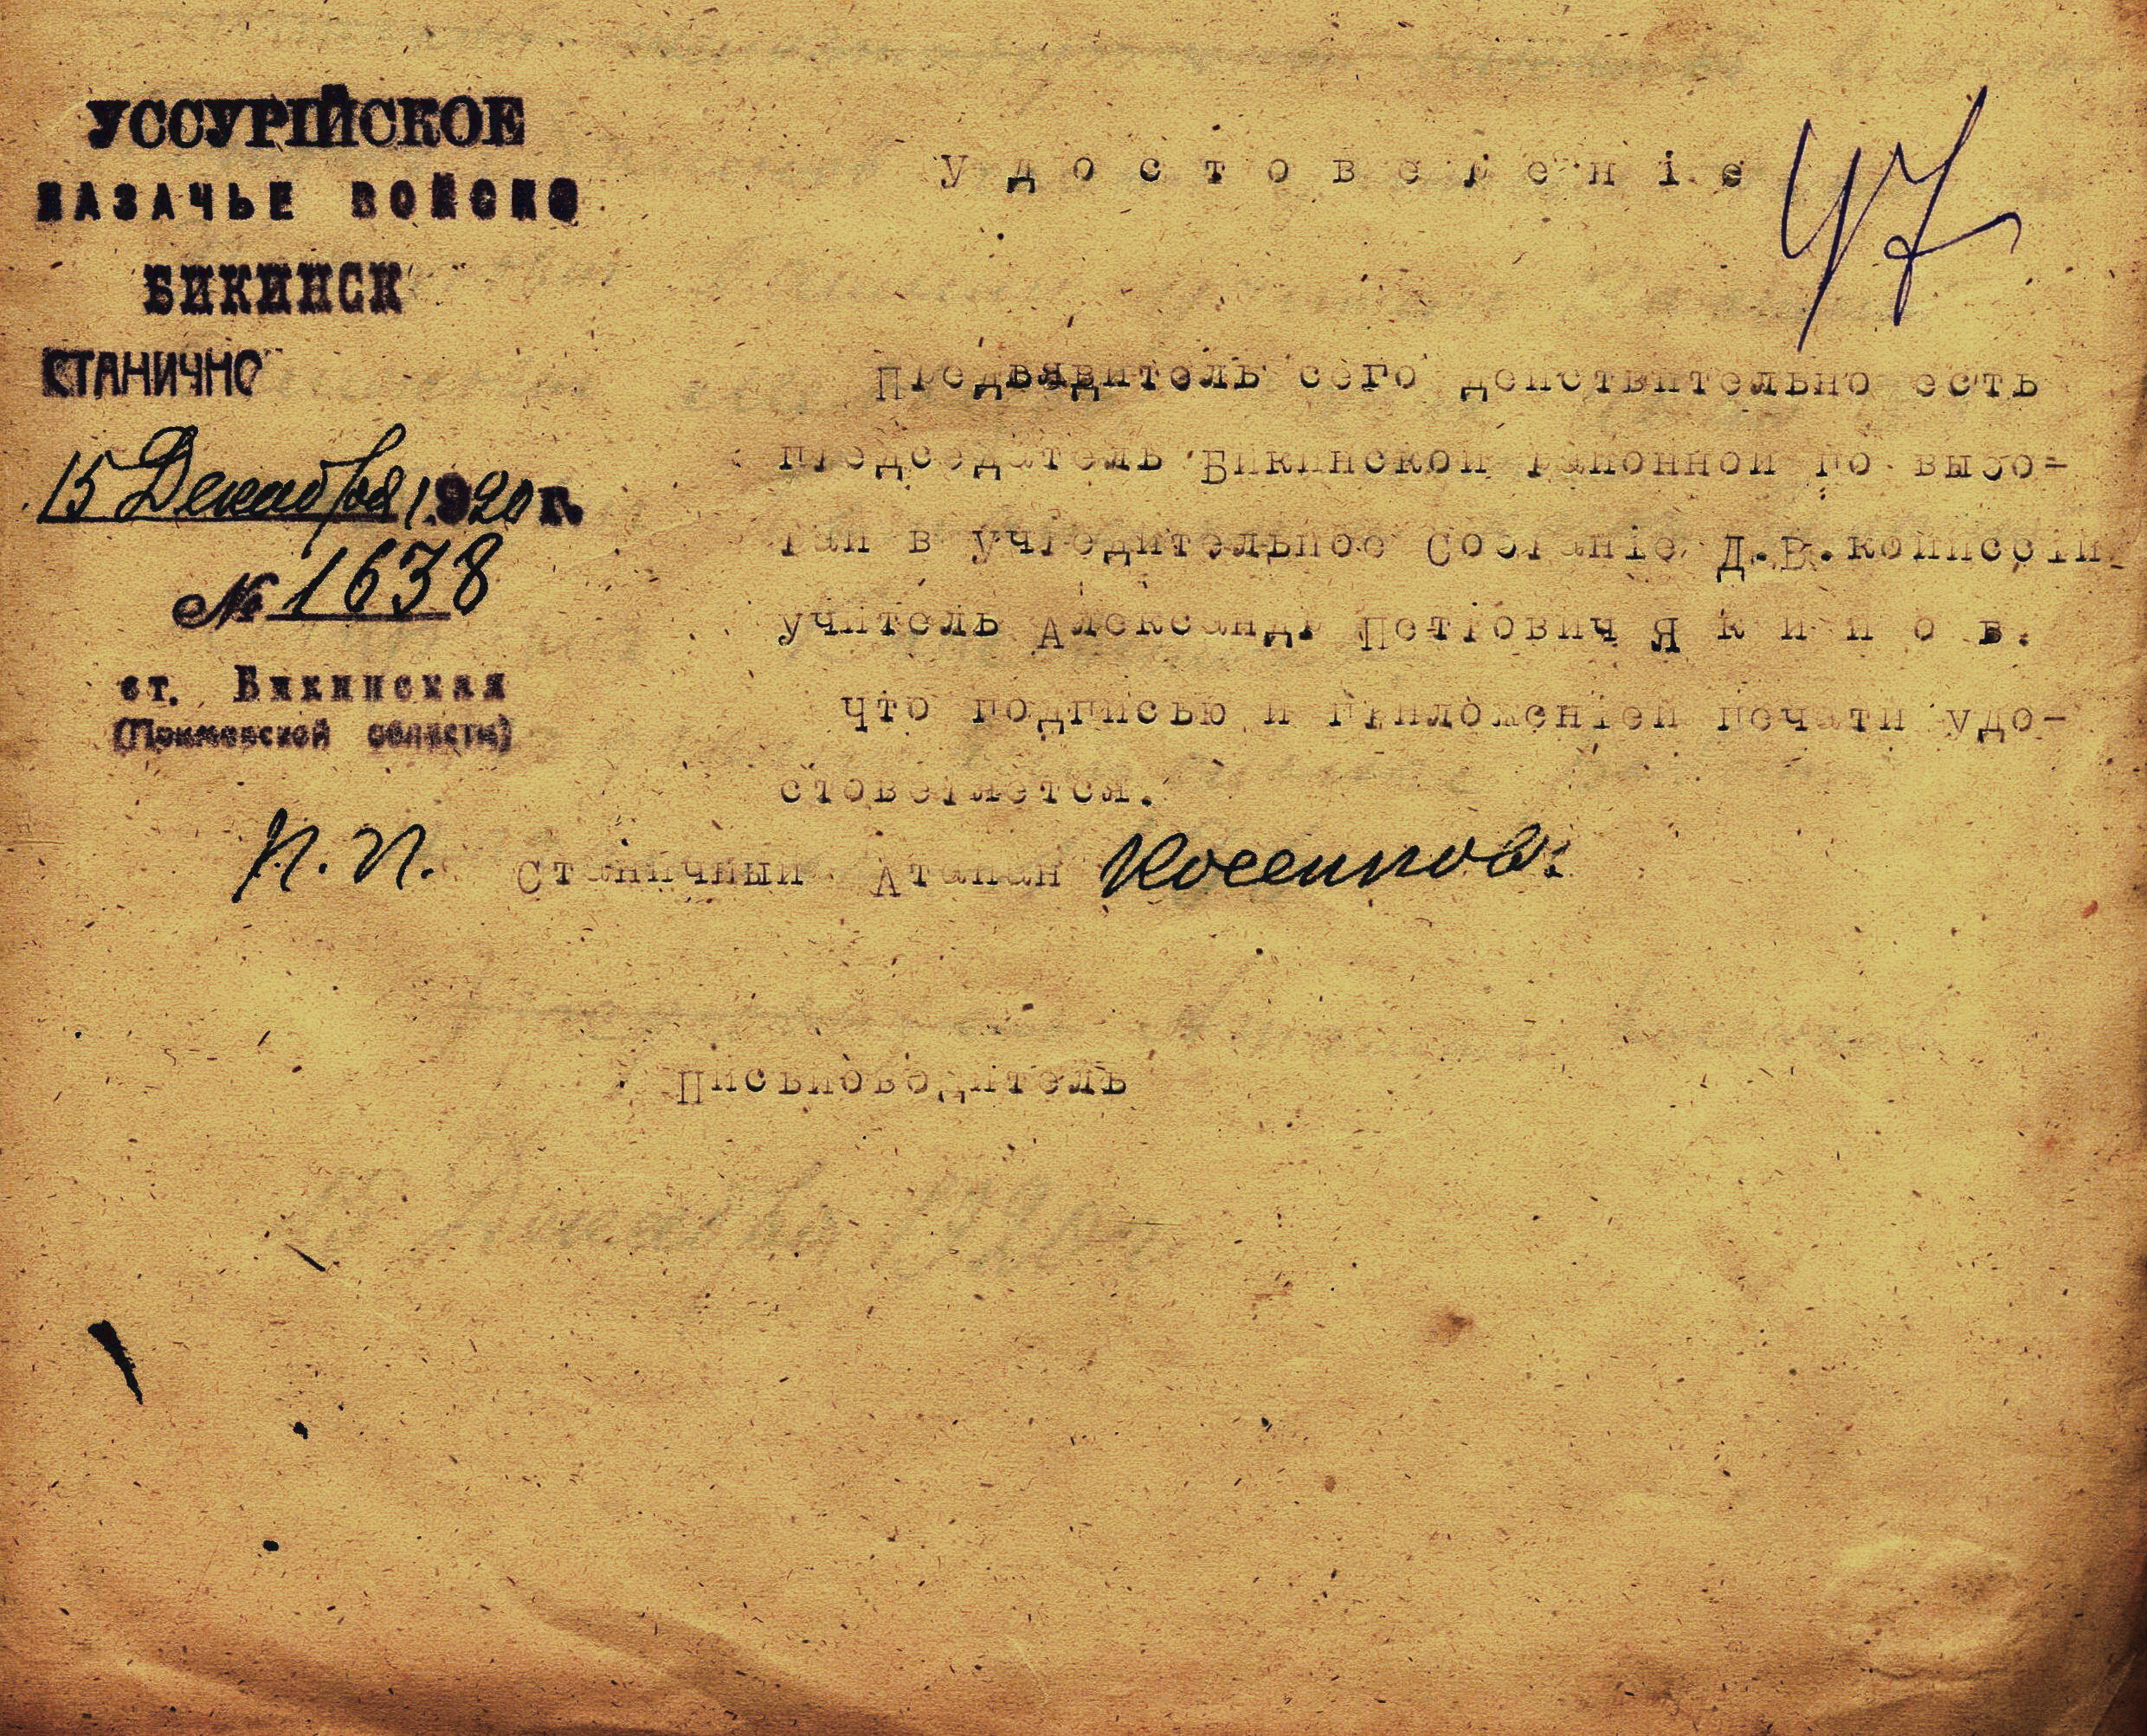 УССУРІЙСКОЕ
КАЗАЧЬЕ ВОЙСКО
БИКИНСК
СТАНИЧНО
15 Декабря 1920 г.
№ 1638
ст. Бикинская
(Приморской области)
47
У д о с т о в е р е н і е
Предъявитель сего действительно есть
председатель Бикинской районной по выбо=
рам в Учредительное Собраніе Д.В.комиссіи
учитель Александр Петрович Я к и м о в.
что подписью и приложеніем печати удо-
стоверяется.
П.П. Станичный Атаман
Письмоводитель